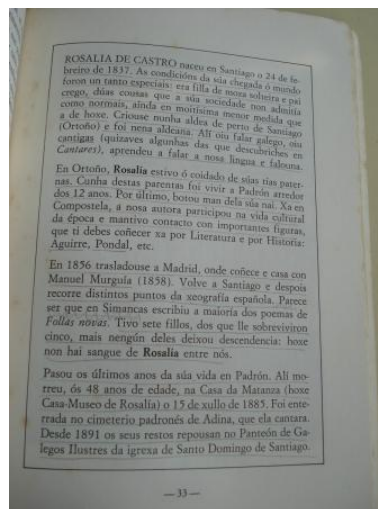 ROSALIA DE CASTRO naceu en Santiago o 24 de fe-
breiro de 1837. As condicións da súa chegada ó mundo
foron un tanto especiais: era filla de moza solteira e pai
crego, dúas cousas que a súa sociedade non admitía
como normais, aínda en moitísima menor medida que
a de hoxe. Criouse nunha aldea de perto de Santiago
(Ortoño) e foi nena aldeana. Alí oiu falar galego, oiu
cantigas (quizaves algunhas das que descubriches en
Cantares), aprendeu a falar a nosa lingua e falouna.
En Ortoño, Rosalía estivo ó coidado de súas tías pater-
nas. Cunha destas parentas foi vivir a Padrón arredor
dos 12 anos. Por último, botou man dela súa nai. Xa en
Compostela, a nosa autora participou na vida cultural
da época e mantivo contacto con importantes figuras,
que ti debes coñecer xa por Literatura e por Historia:
Aguirre, Pondal, etc.
En 1856 trasladouse a Madrid, onde coñece e casa con
Manuel Murguía (1858). Volve a Santiago e despois
recorre distintos puntos da xeografía española. Parece
ser que en Simancas escribiu a maioría dos poemas de
Follas novas. Tivo sete fillos, dos que lle sobreviviron
cinco, mais nengún deles deixou descendencia: hoxe
non hai sangue de Rosalía entre nós.
Pasou os últimos anos da súa vida en Padrón. Alí mo-
rreu, ós 48 anos de edade, na Casa da Matanza (hoxe
Casa-Museo de Rosalía) o 15 de xullo de 1885. Foi ente-
rrada no cimeterio padronés de Adina, que ela cantara.
Desde 1891 os seus restos repousan no Panteón de Ga-
legos Ilustres da igrexa de Santo Domingo de Santiago.
— 33 —